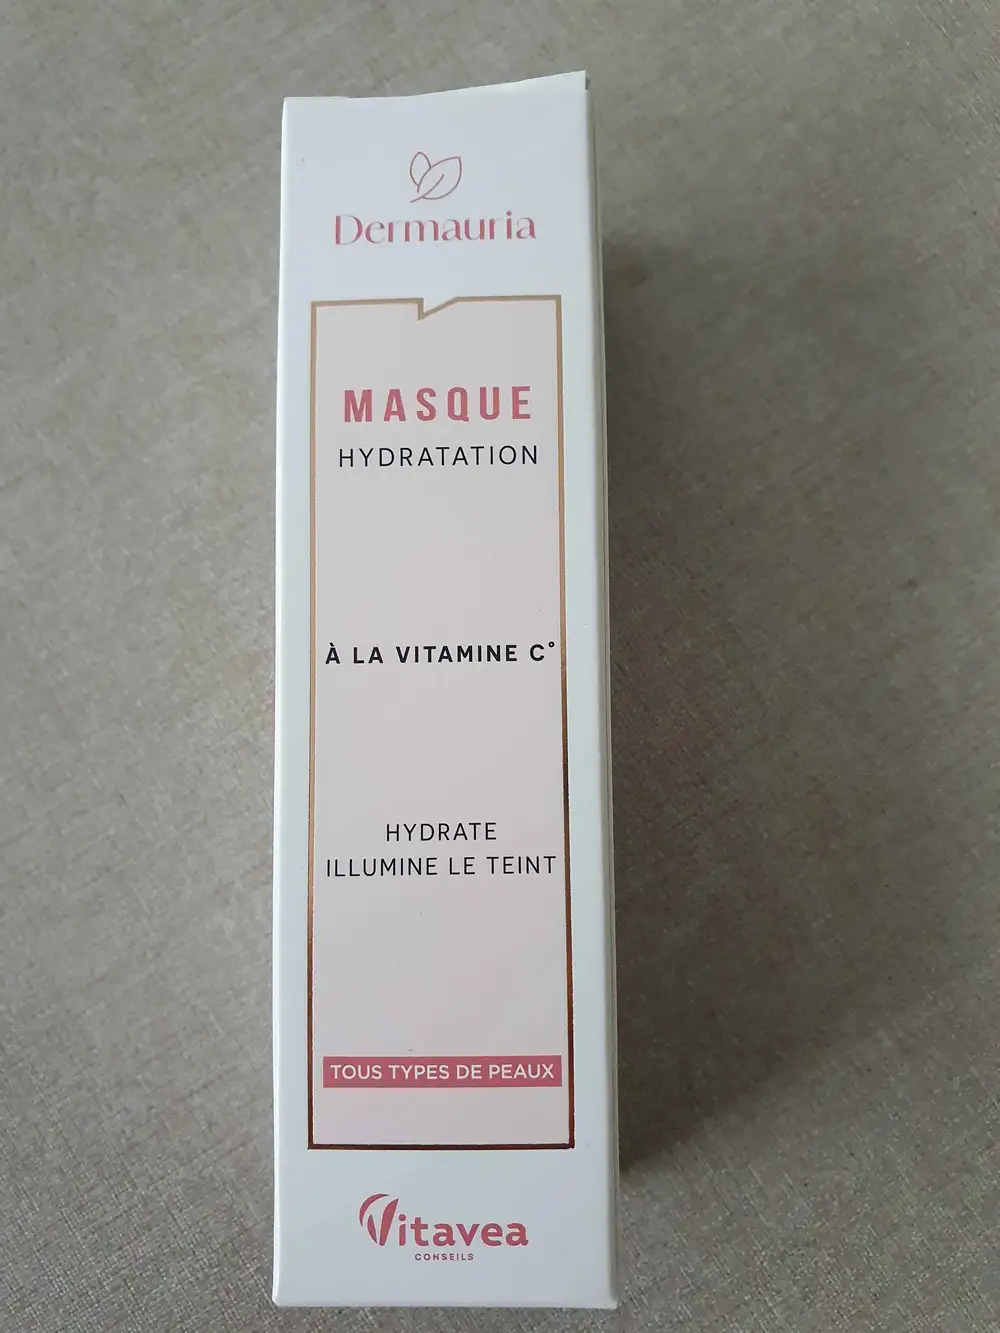 Dermauria
MASQUE
HYDRATATION
À LA VITAMINE C°
HYDRATE
ILLUMINE LE TEINT
TOUS TYPES DE PEAUX
Vitavea
CONSEILS